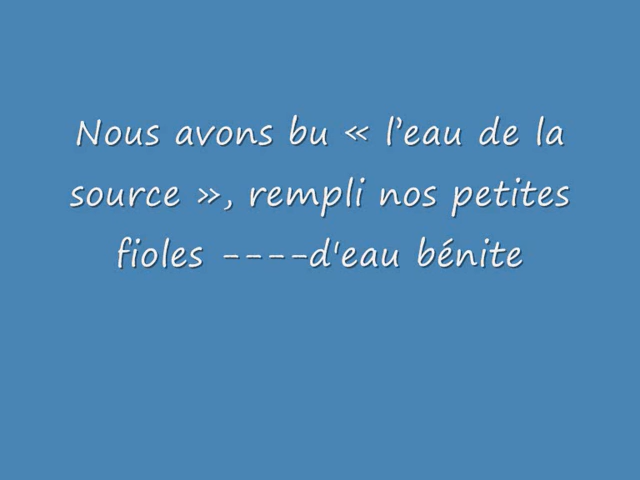 Nous avons bu « l’eau de la
source », rempli nos petites
fioles ----d'eau bénite